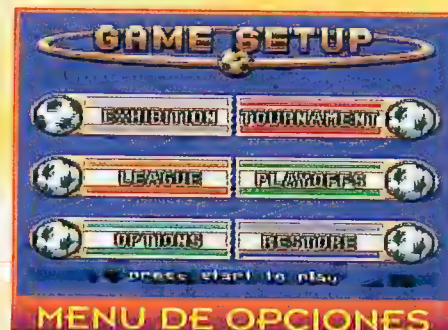 GAME SETUP
EXHIBITION TOURNAMENT
LEAGUE PLAYOFFS
OPTIONS RESTORE
press start to play
MENU DE OPCIONES